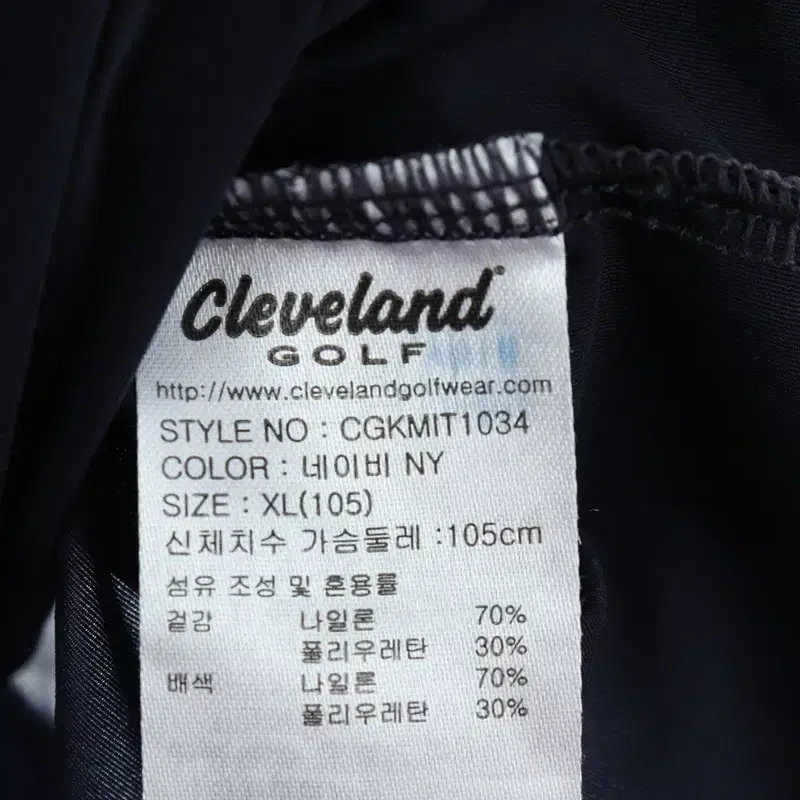 Cleveland
GOLF
http://www.clevelandgolfwear.com
STYLE NO : CGKMIT1034
COLOR : 네이비 NY
SIZE : XL(105)
신체치수 가슴둘레 :105cm
섬유 조성 및 혼용률
겉감 나일론 70%
폴리우레탄 30%
배색 나일론 70%
폴리우레탄 30%